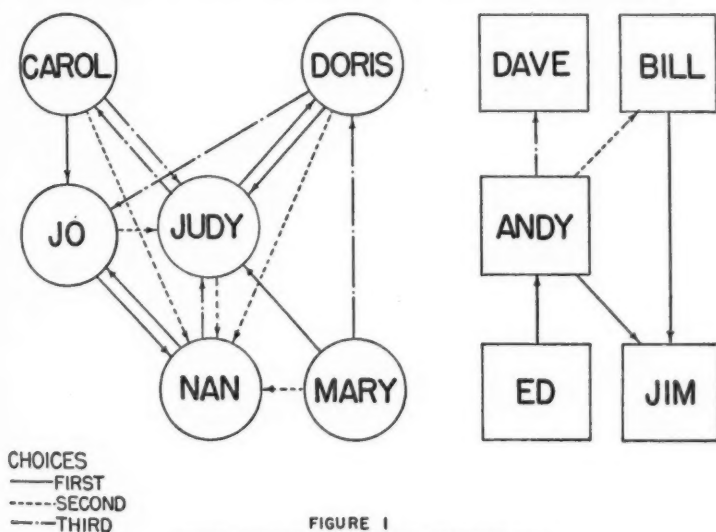 CAROL
DORIS
DAVE
BILL
JO
JUDY
ANDY
NAN
MARY
ED
JIM
CHOICES
FIRST
SECOND
THIRD
FIGURE 1